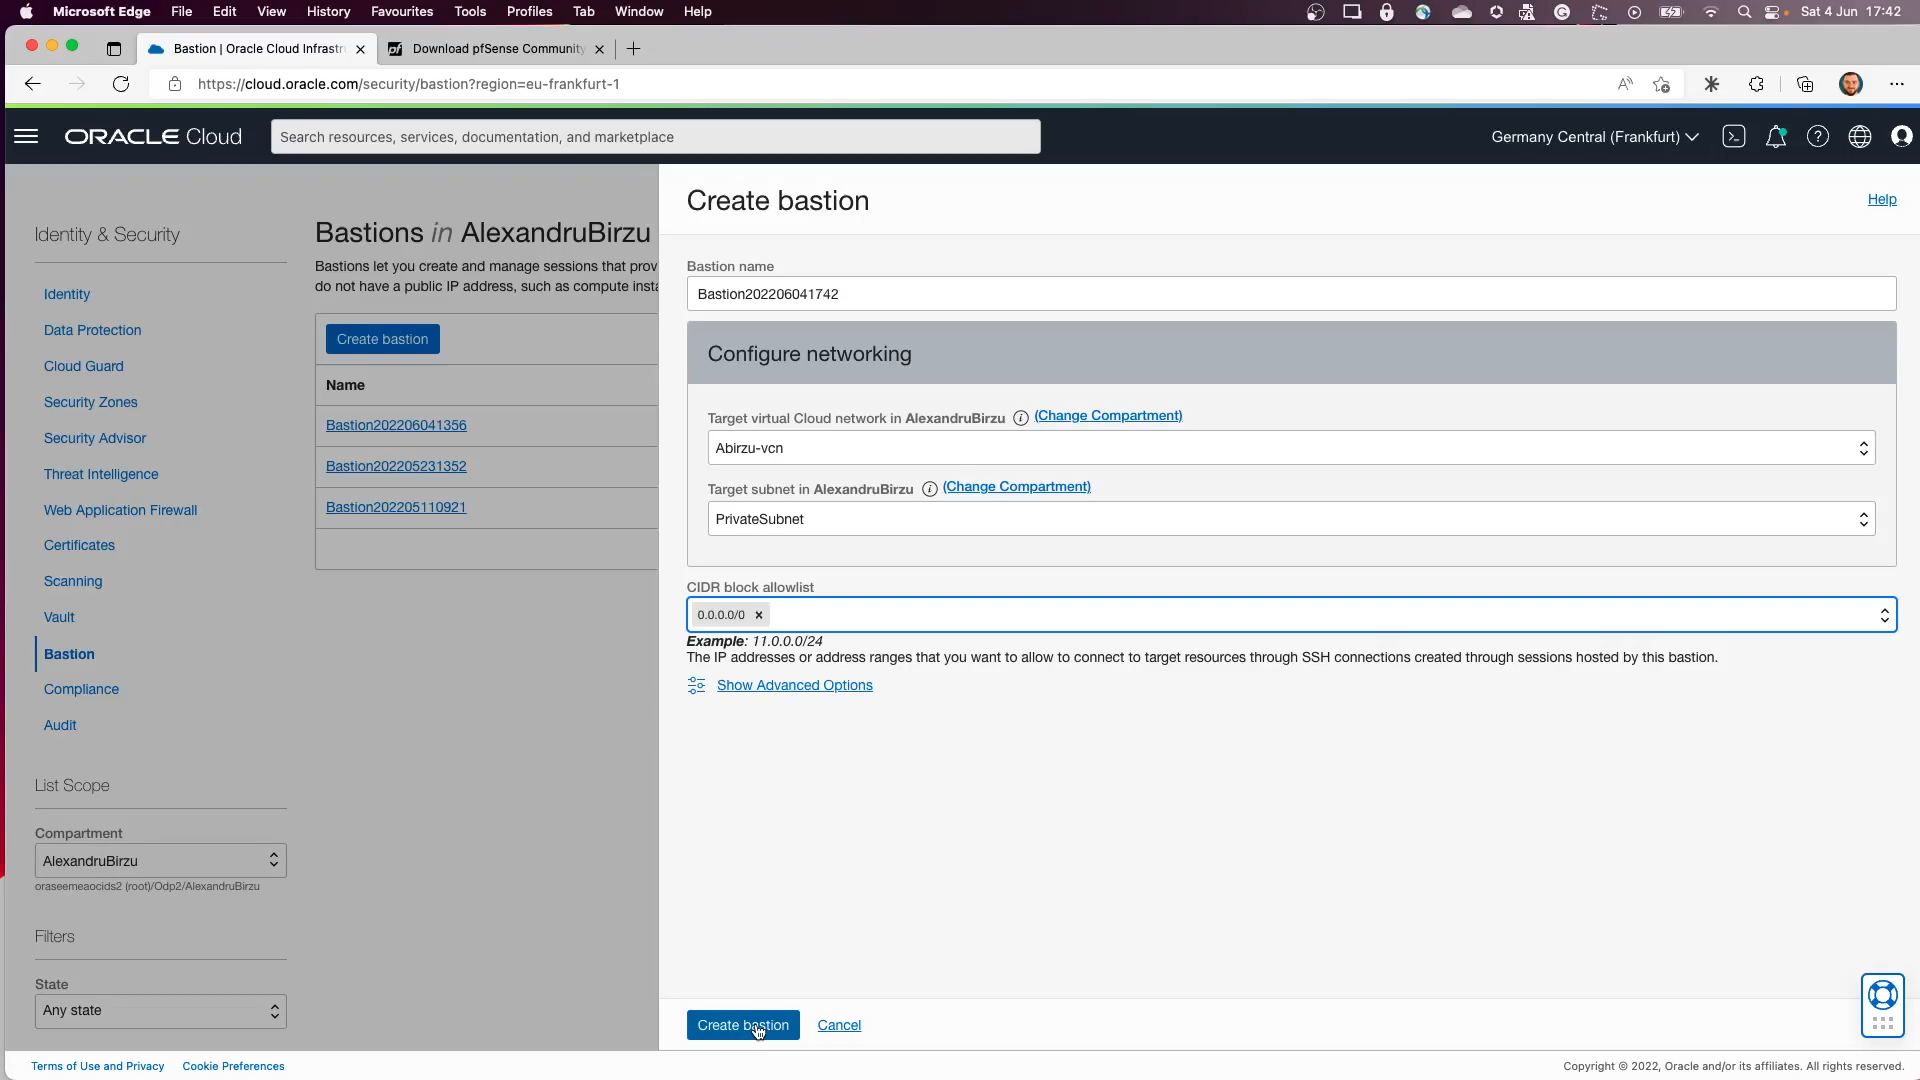 Microsoft Edge File Edit View History Favourites Tools Profiles Tab Window Help Sat 4 Jun 17:42
Bastion | Oracle Cloud Infrastr Download pfSense Community
https://cloud.oracle.com/security/bastion?region=eu-frankfurt-1
ORACLE Cloud Search resources, services, documentation, and marketplace Germany Central (Frankfurt)
Identity & Security
Identity
Data Protection
Cloud Guard
Security Zones
Security Advisor
Threat Intelligence
Web Application Firewall
Certificates
Scanning
Vault
Bastion
Compliance
Audit
List Scope
Compartment
AlexandruBirzu
oraseemeaocids2 (root)/Odp2/AlexandruBirzu
Filters
State
Any state
Bastions in AlexandruBirzu
Bastions let you create and manage sessions that prov
do not have a public IP address, such as compute insta
Create bastion
Name
Bastion202206041356
Bastion202205231352
Bastion202205110921
Create bastion
Help
Bastion name
Bastion202206041742
Configure networking
Target virtual Cloud network in AlexandruBirzu (Change Compartment)
Abirzu-vcn
Target subnet in AlexandruBirzu (Change Compartment)
PrivateSubnet
CIDR block allowlist
0.0.0.0/0
Example: 11.0.0.0/24
The IP addresses or address ranges that you want to allow to connect to target resources through SSH connections created through sessions hosted by this bastion.
Show Advanced Options
Create bastion Cancel
Terms of Use and Privacy Cookie Preferences Copyright © 2022, Oracle and/or its affiliates. All rights reserved.